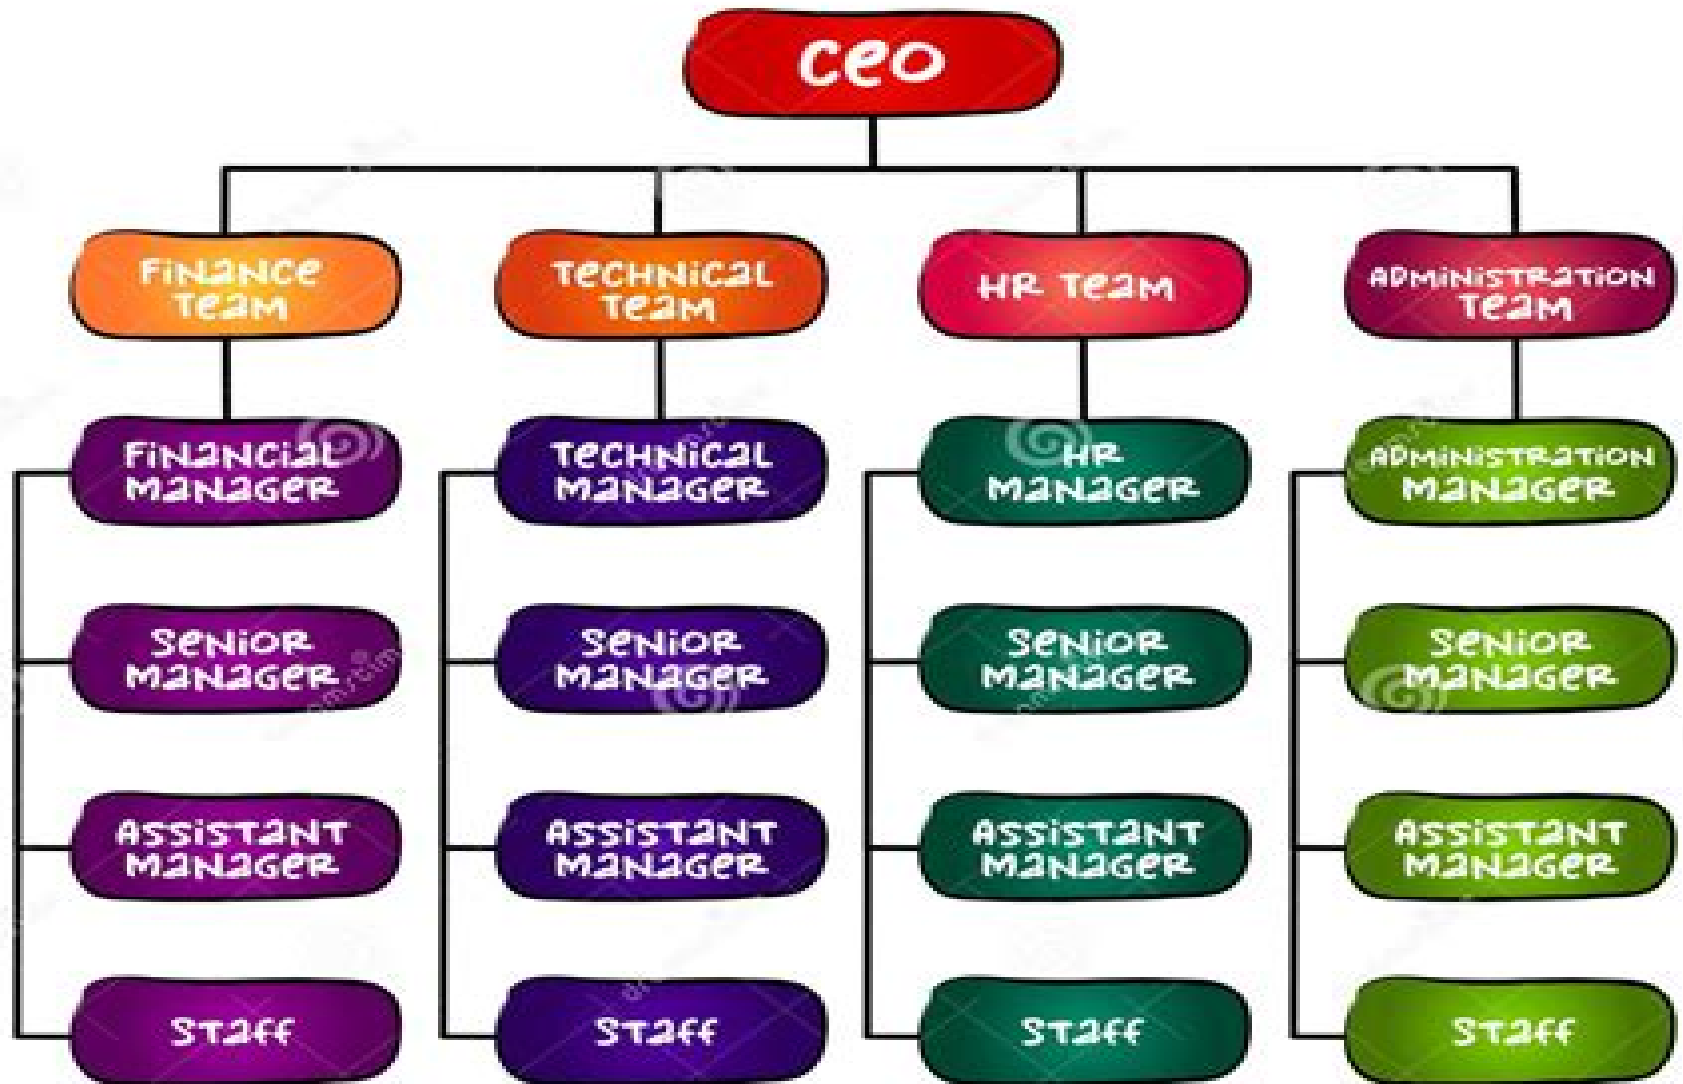 CEO
FINANCE
TEAM
TECHNICAL
TEAM
HR TEAM
ADMINISTRATION
TEAM
FINANCIAL
MANAGER
TECHNICAL
MANAGER
HR
MANAGER
ADMINISTRATION
MANAGER
SENIOR
MANAGER
SENIOR
MANAGER
SENIOR
MANAGER
SENIOR
MANAGER
ASSISTANT
MANAGER
ASSISTANT
MANAGER
ASSISTANT
MANAGER
ASSISTANT
MANAGER
STAFF
STAFF
STAFF
STAFF